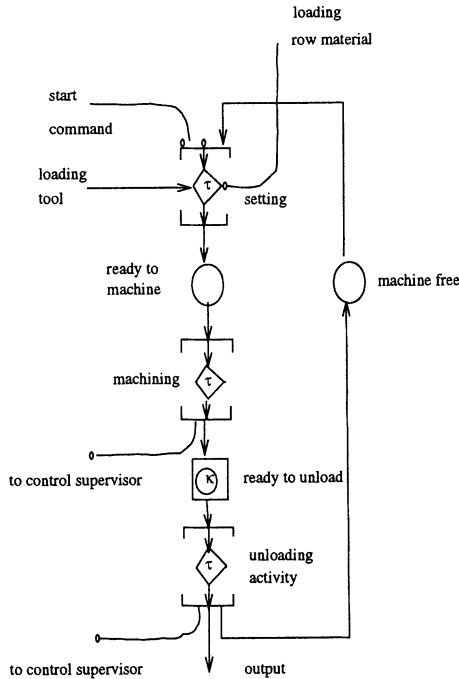 loading
row material
start
command
loading
tool
τ
setting
ready to
machine
machine free
machining
τ
to control supervisor
κ
ready to unload
τ
unloading
activity
to control supervisor
output